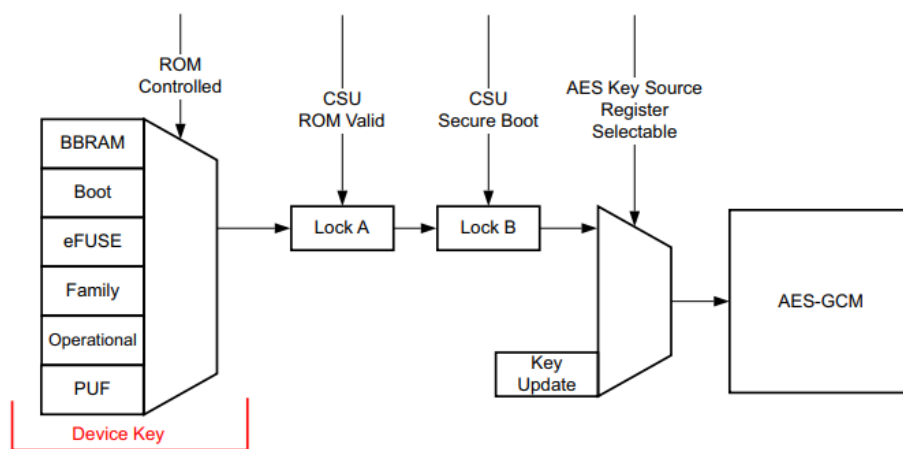 ROM
Controlled
CSU
ROM Valid
CSU
Secure Boot
AES Key Source
Register
Selectable
BBRAM
Boot
eFUSE
Family
Operational
PUF
Device Key
Lock A
Lock B
Key
Update
AES-GCM